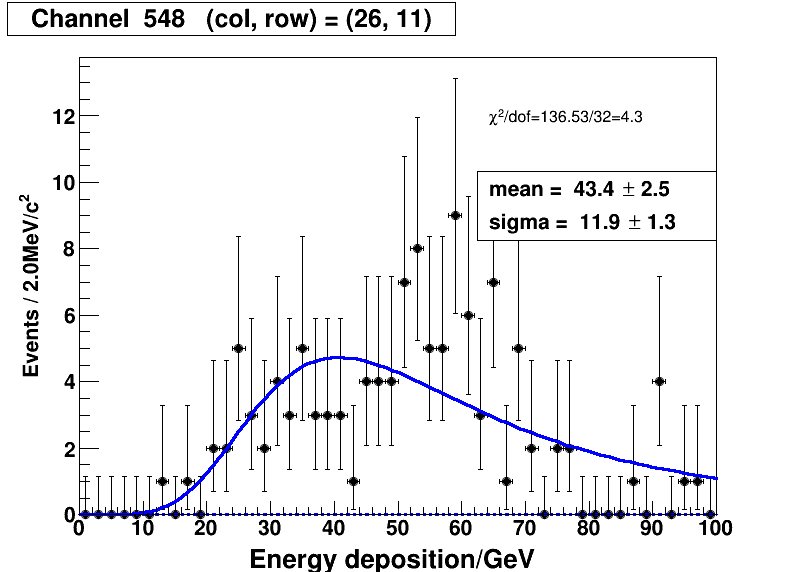 Channel 548 (col, row) = (26, 11)
χ²/dof=136.53/32=4.3
mean = 43.4 ± 2.5
sigma = 11.9 ± 1.3
Events / 2.0MeV/c²
12
10
8
6
4
2
0
0 10 20 30 40 50 60 70 80 90 100
Energy deposition/GeV